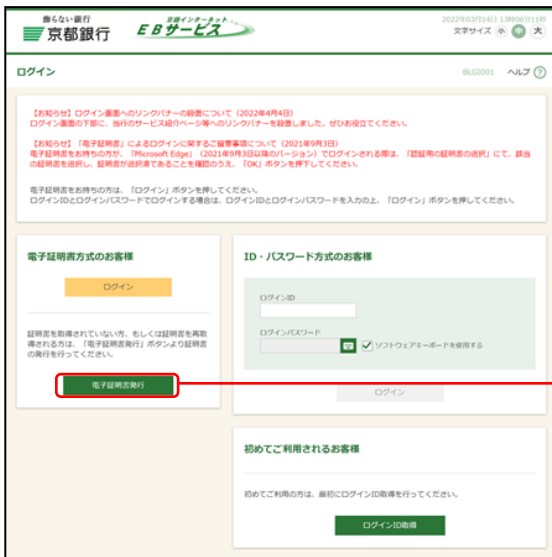 飾らない銀行
京都銀行
京銀インターネット
EBサービス
2022年03月14日 13時56分11秒
文字サイズ 小 中 大
ログイン
BLGI001 ヘルプ ?
【お知らせ】ログイン画面へのリンクバナーの設置について（2022年4月4日）
ログイン画面の下部に、当行のサービス紹介ページ等へのリンクバナーを設置しました。ぜひお役立てください。
【お知らせ】「電子証明書」によるログインに関するご留意事項について（2021年9月3日）
電子証明書をお持ちの方が、「Microsoft Edge」（2021年9月3日以降のバージョン）でログインされる際は、「認証用の証明書の選択」にて、該当
の証明書を選択し、証明書が選択済であることを確認のうえ、「OK」ボタンを押下してください。
電子証明書をお持ちの方は、「ログイン」ボタンを押してください。
ログインIDとログインパスワードでログインする場合は、ログインIDとログインパスワードを入力の上、「ログイン」ボタンを押してください。
電子証明書方式のお客様
ログイン
証明書を取得されていない方、もしくは証明書を再取
得される方は、「電子証明書発行」ボタンより証明書
の発行を行ってください。
電子証明書発行
ID・パスワード方式のお客様
ログインID
ログインパスワード
ソフトウェアキーボードを使用する
ログイン
初めてご利用されるお客様
初めてご利用の方は、最初にログインID取得を行ってください。
ログインID取得